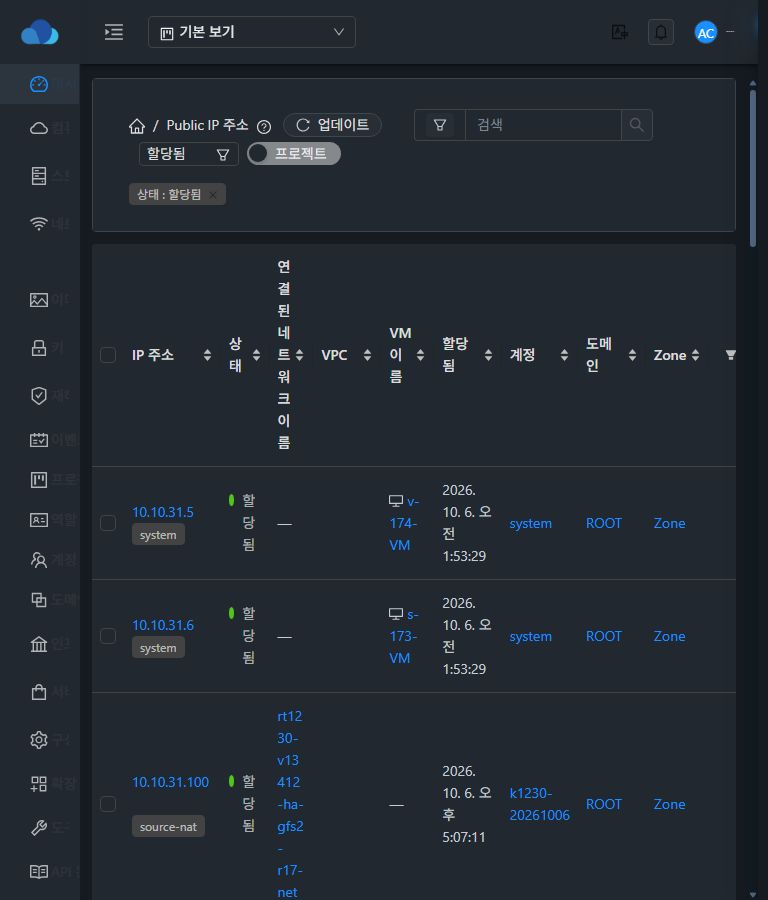 기본 보기
AC
/ Public IP 주소
업데이트
검색
할당됨
프로젝트
상태 : 할당됨
IP 주소
상
태
연
결
된
네
트
워
크
이
름
VPC
VM
이
름
할당
됨
계정
도메
인
Zone
10.10.31.5
system
할
당
됨
—
v-
174-
VM
2026.
10. 6. 오
전
1:53:29
system
ROOT
Zone
10.10.31.6
system
할
당
됨
—
s-
173-
VM
2026.
10. 6. 오
전
1:53:29
system
ROOT
Zone
10.10.31.100
source-nat
할
당
됨
rt12
30-
v13
412
-ha-
gfs2
-
r17-
net
—
2026.
10. 6. 오
후
5:07:11
k1230-
20261006
ROOT
Zone